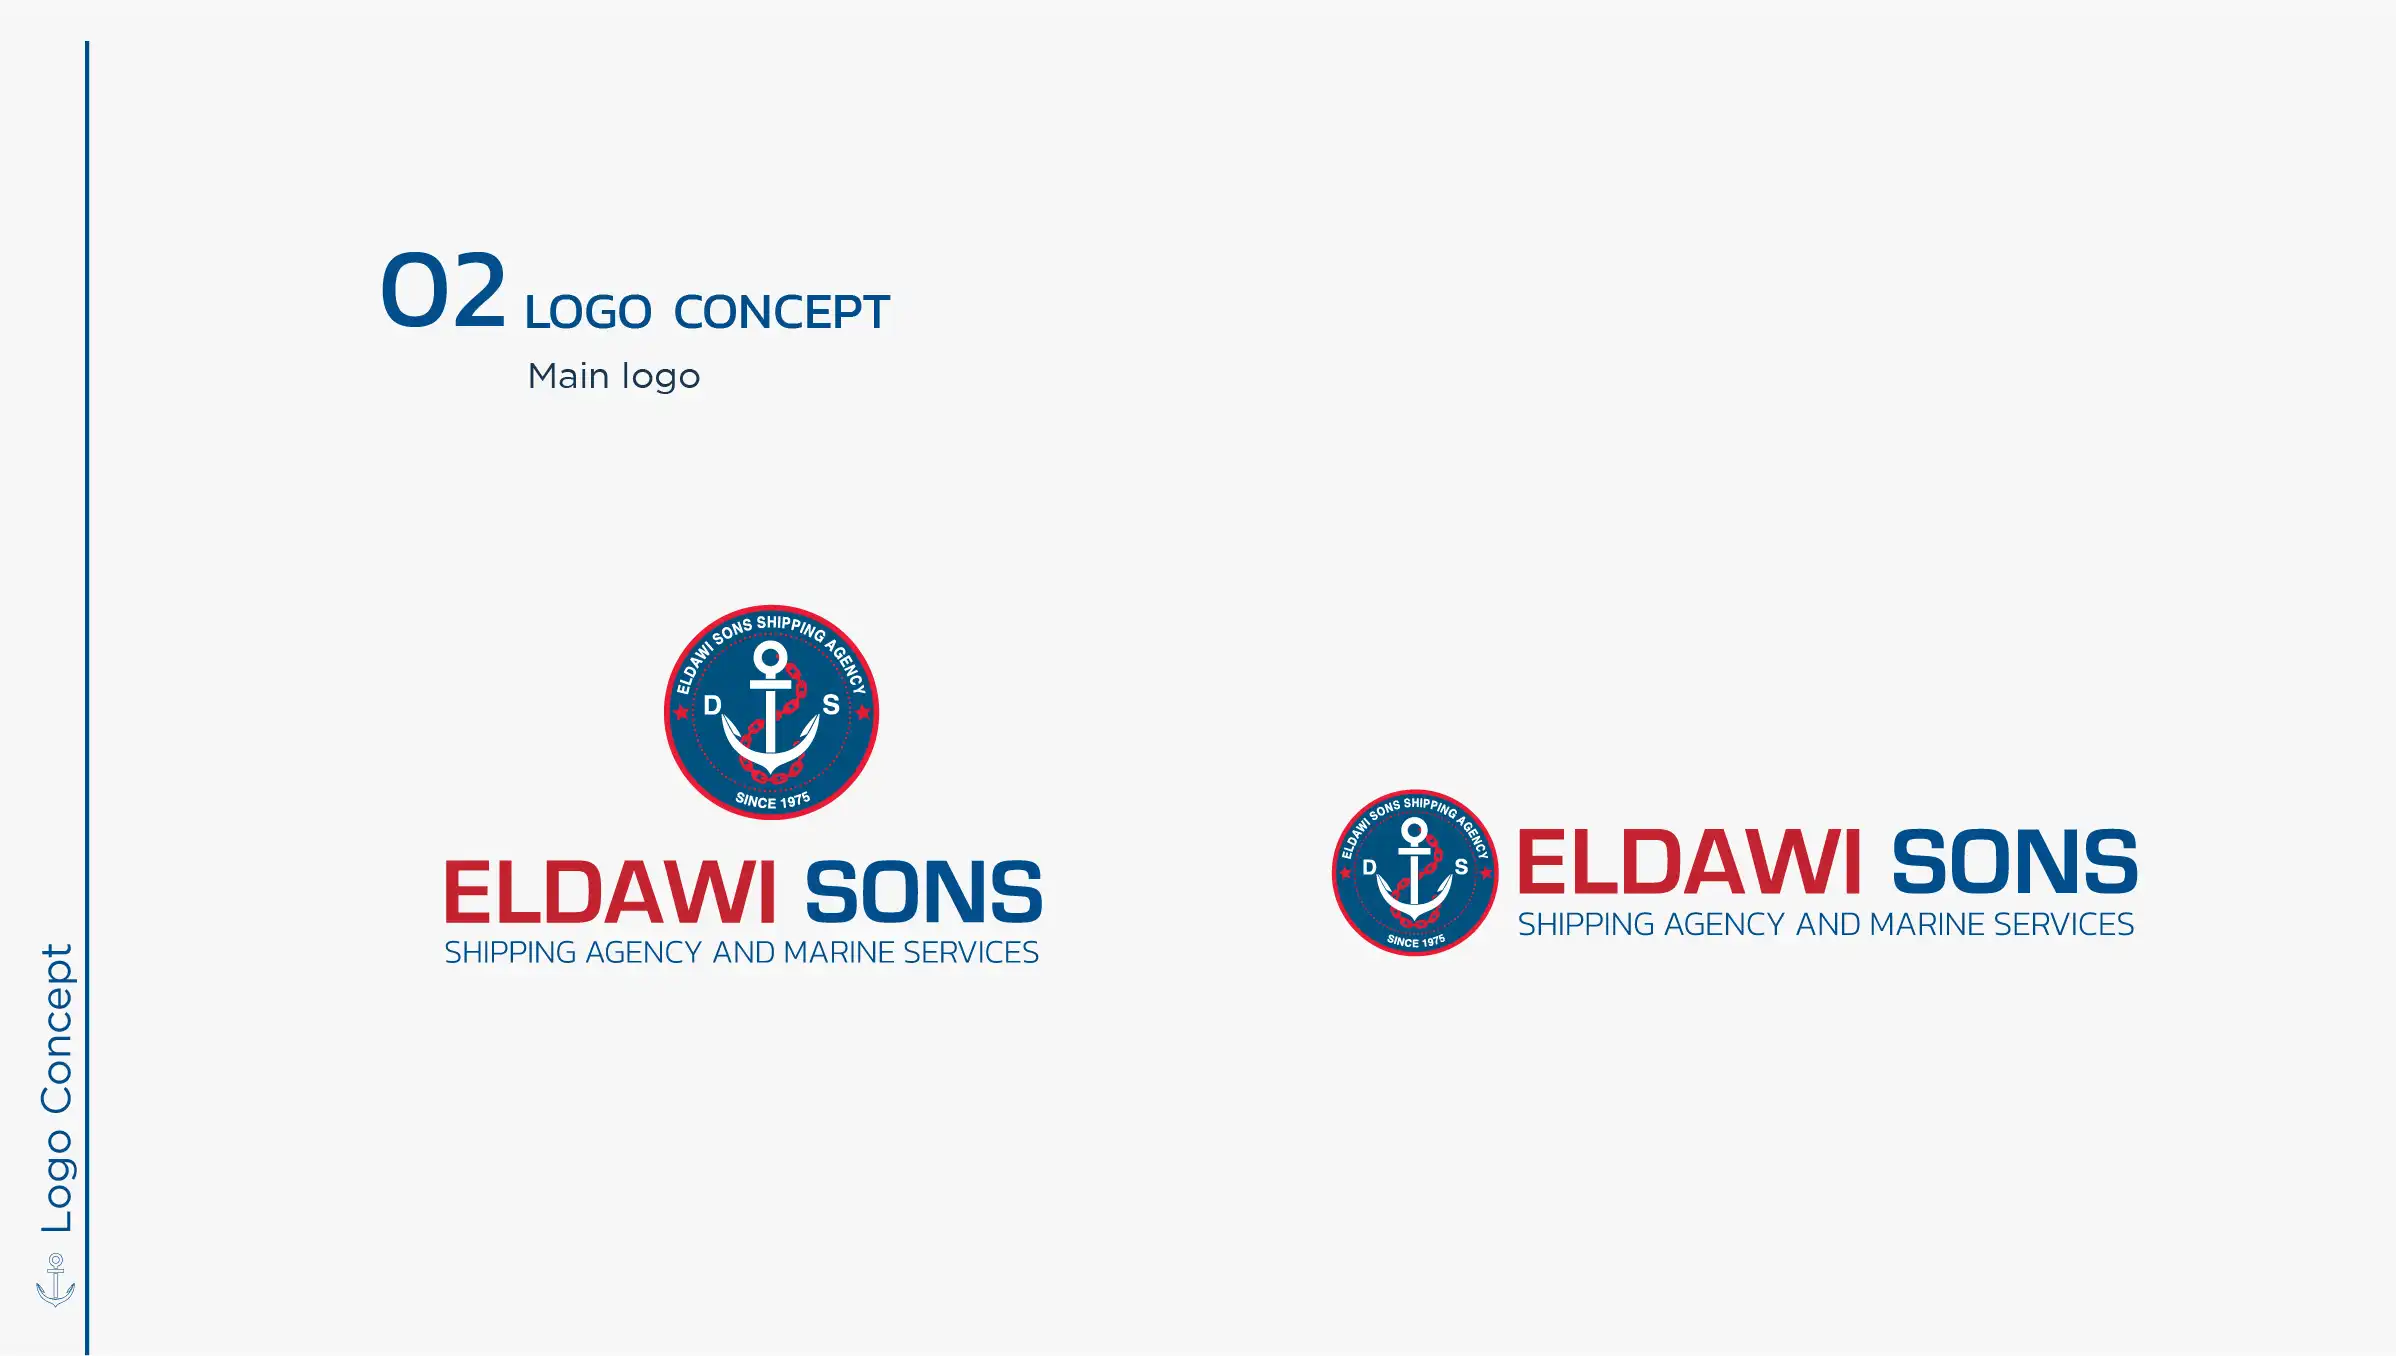 02 LOGO CONCEPT
Main logo
ELDAWI SONS SHIPPING AGENCY
D S
SINCE 1975
ELDAWI SONS
SHIPPING AGENCY AND MARINE SERVICES
ELDAWI SONS SHIPPING AGENCY
D S
SINCE 1975
ELDAWI SONS
SHIPPING AGENCY AND MARINE SERVICES
Logo Concept